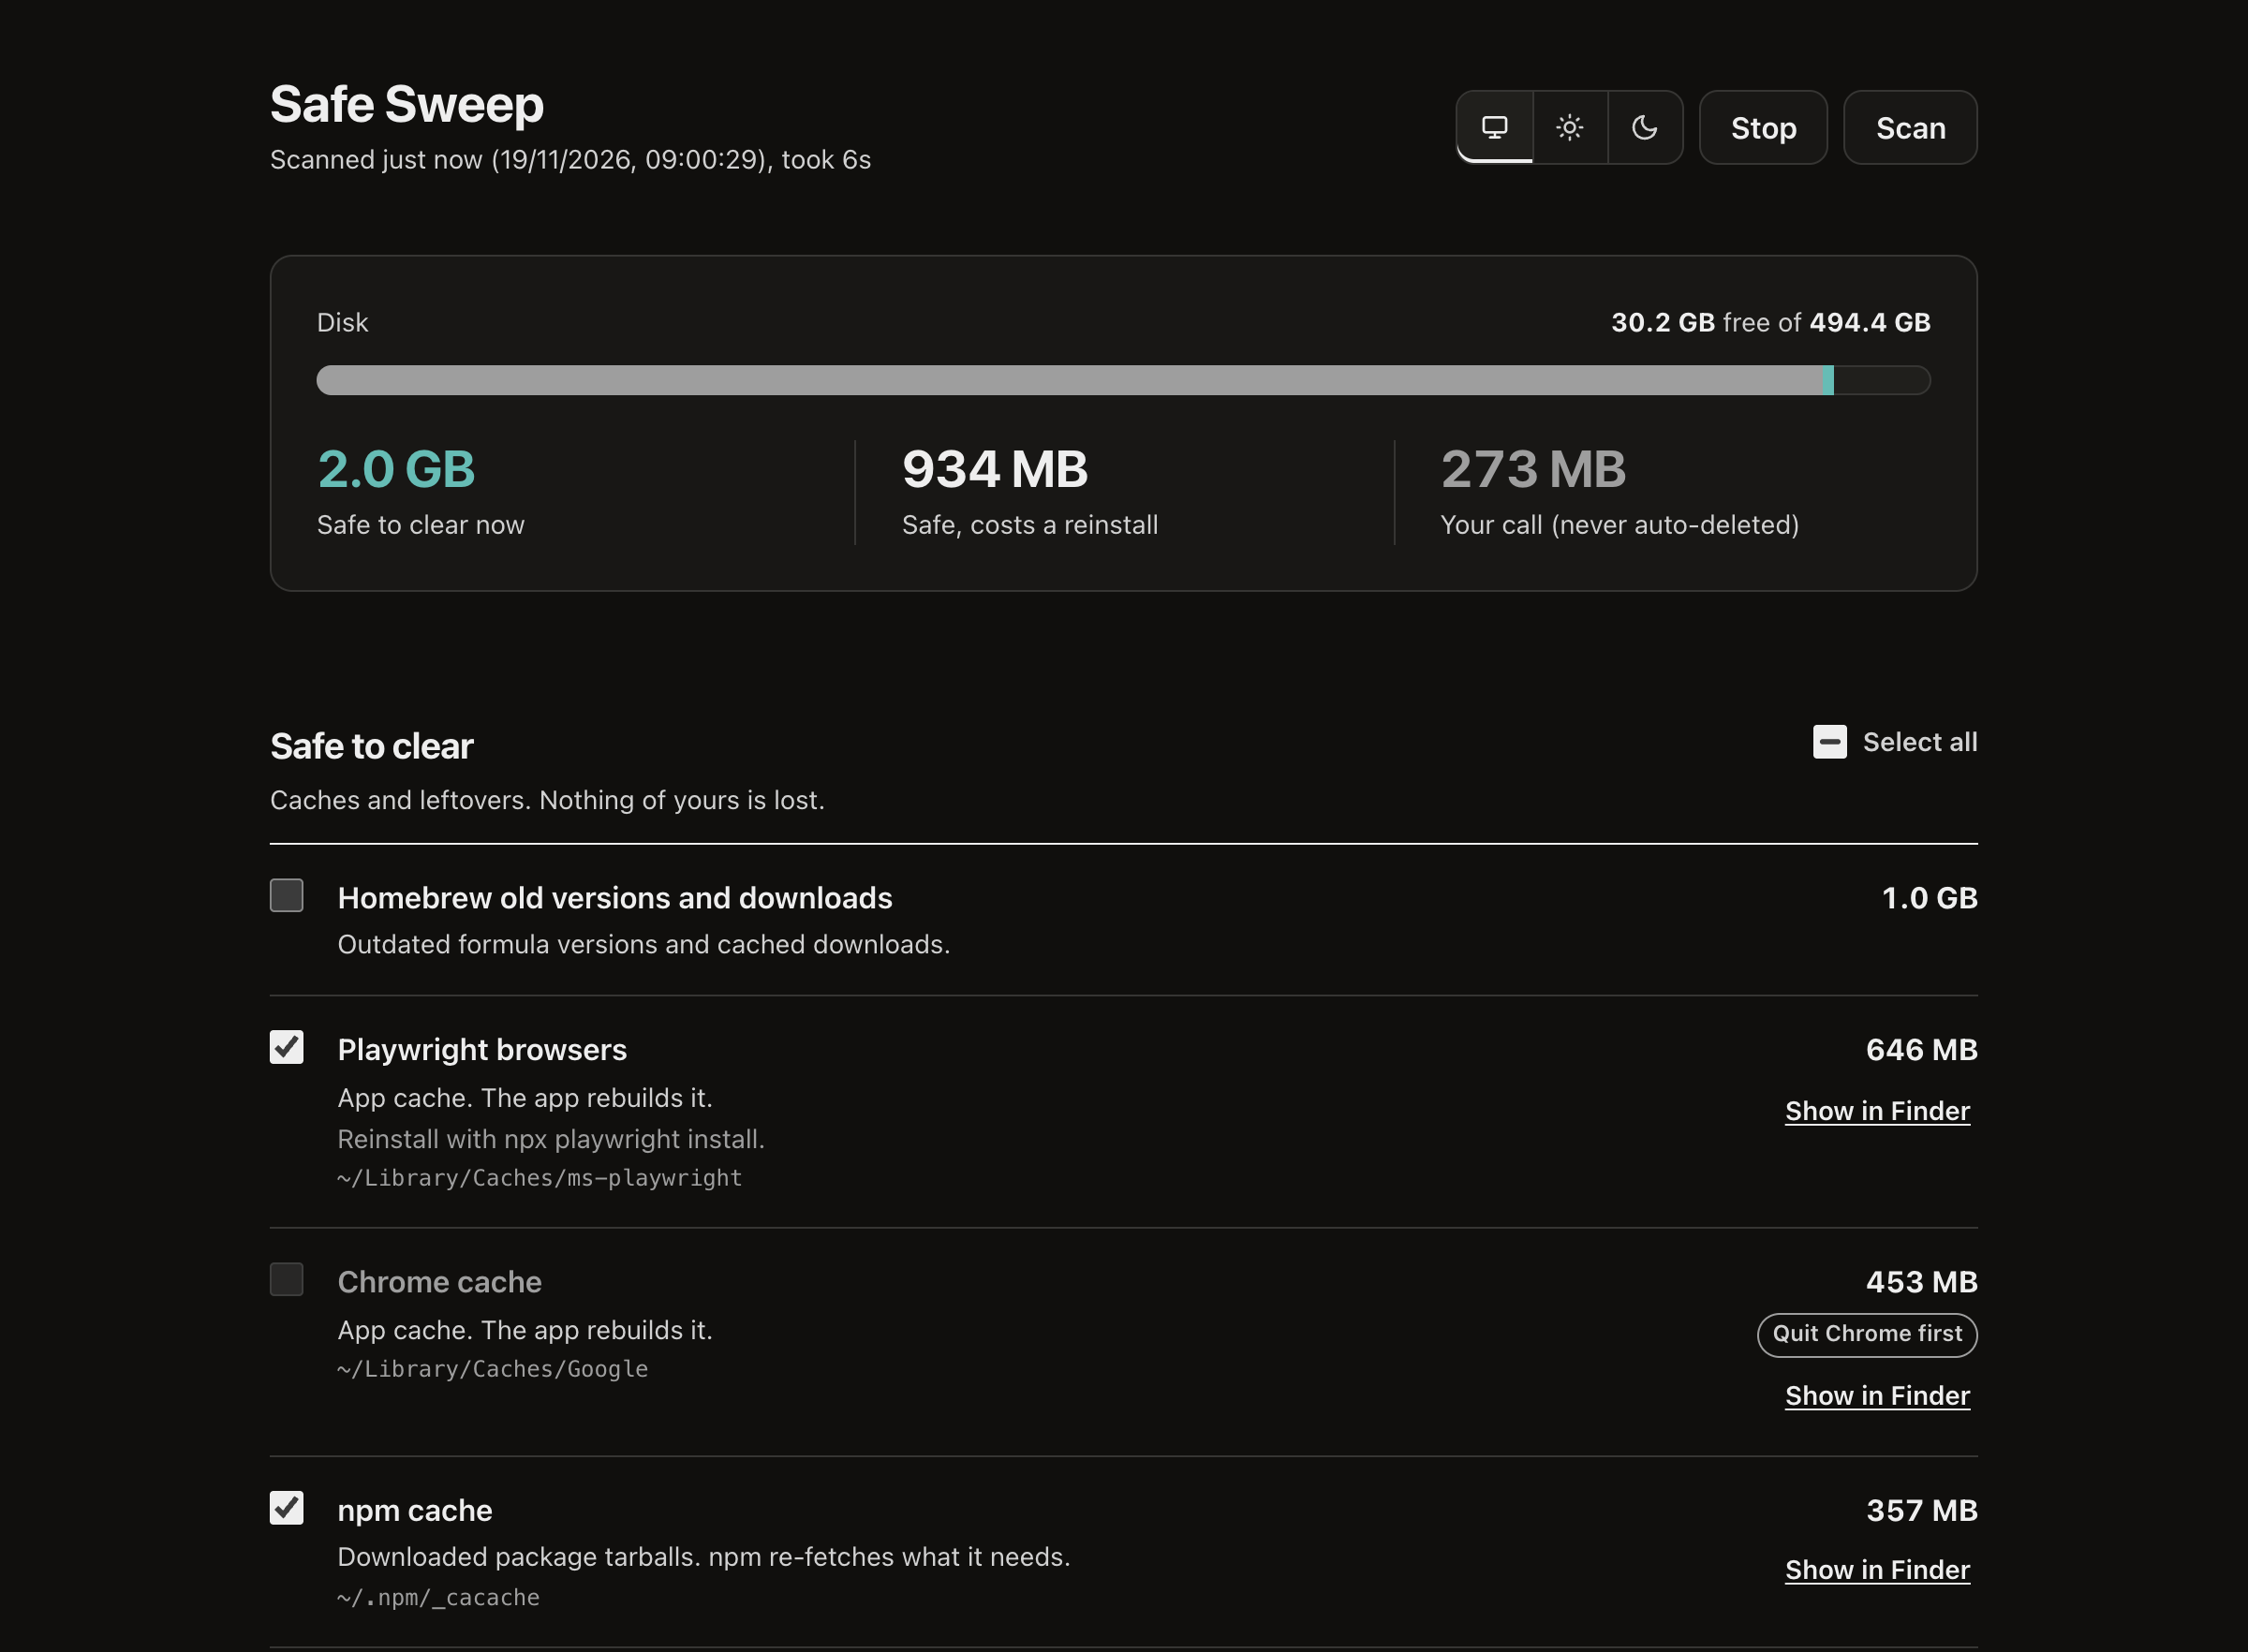 Safe Sweep
Scanned just now (19/11/2026, 09:00:29), took 6s
Stop
Scan
Disk
30.2 GB free of 494.4 GB
2.0 GB
Safe to clear now
934 MB
Safe, costs a reinstall
273 MB
Your call (never auto-deleted)
Safe to clear
Select all
Caches and leftovers. Nothing of yours is lost.
Homebrew old versions and downloads
1.0 GB
Outdated formula versions and cached downloads.
Playwright browsers
646 MB
App cache. The app rebuilds it.
Show in Finder
Reinstall with npx playwright install.
~/Library/Caches/ms-playwright
Chrome cache
453 MB
App cache. The app rebuilds it.
Quit Chrome first
~/Library/Caches/Google
Show in Finder
npm cache
357 MB
Downloaded package tarballs. npm re-fetches what it needs.
Show in Finder
~/.npm/_cacache